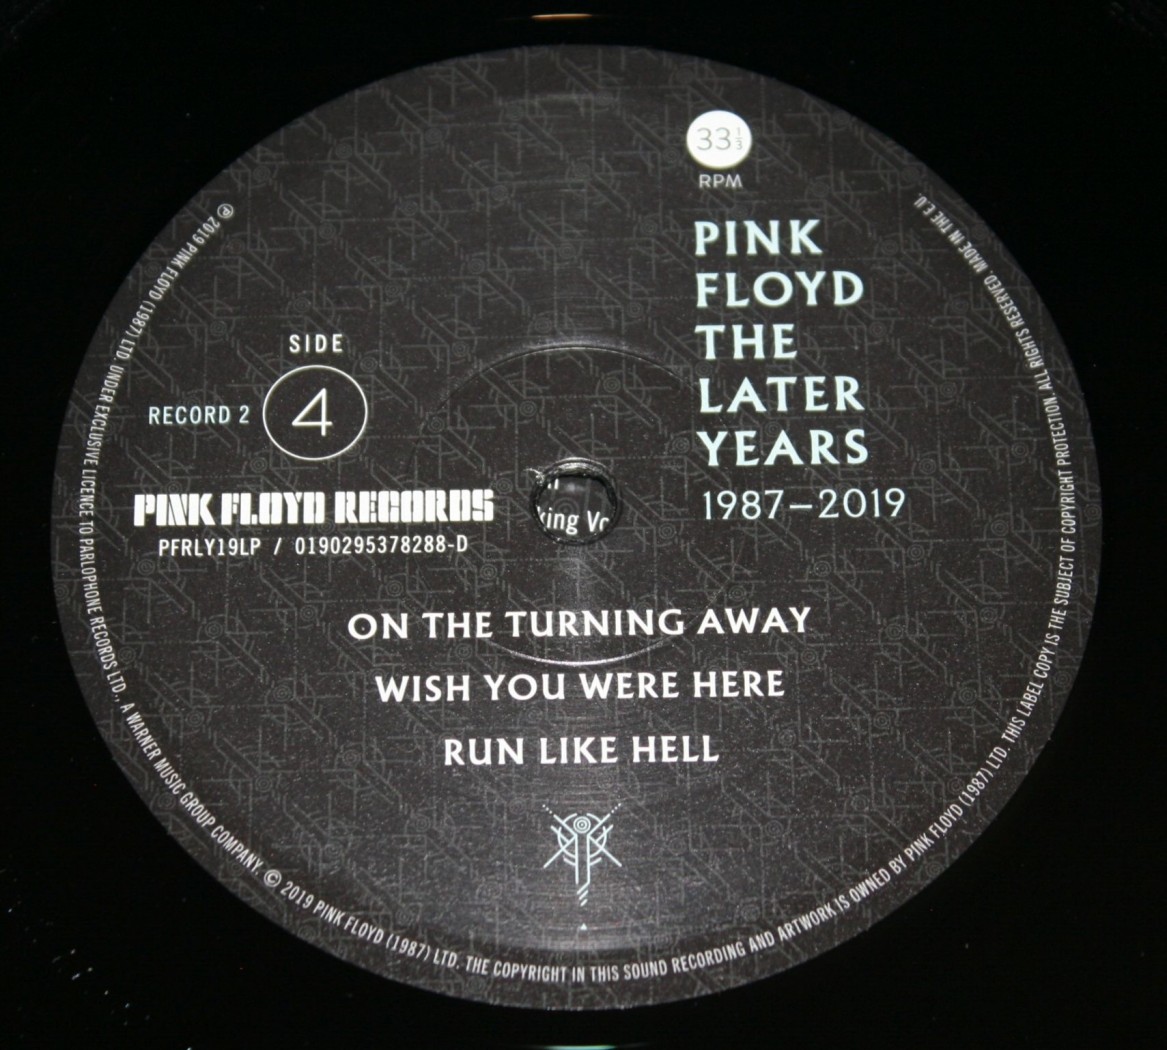 33 1/3
RPM
PINK
FLOYD
THE
LATER
YEARS
1987–2019
SIDE
RECORD 2 4
PINK FLOYD RECORDS
PFRLY19LP / 0190295378288-D
ing
ON THE TURNING AWAY
WISH YOU WERE HERE
RUN LIKE HELL
℗ 2019 PINK FLOYD (1987) LTD. UNDER EXCLUSIVE LICENCE TO PARLOPHONE RECORDS LTD., A WARNER MUSIC GROUP COMPANY. © 2019 PINK FLOYD (1987) LTD. THE COPYRIGHT IN THIS SOUND RECORDING AND ARTWORK IS OWNED BY PINK FLOYD (1987) LTD. THIS LABEL COPY IS THE SUBJECT OF COPYRIGHT PROTECTION. ALL RIGHTS RESERVED. MADE IN THE E.U.